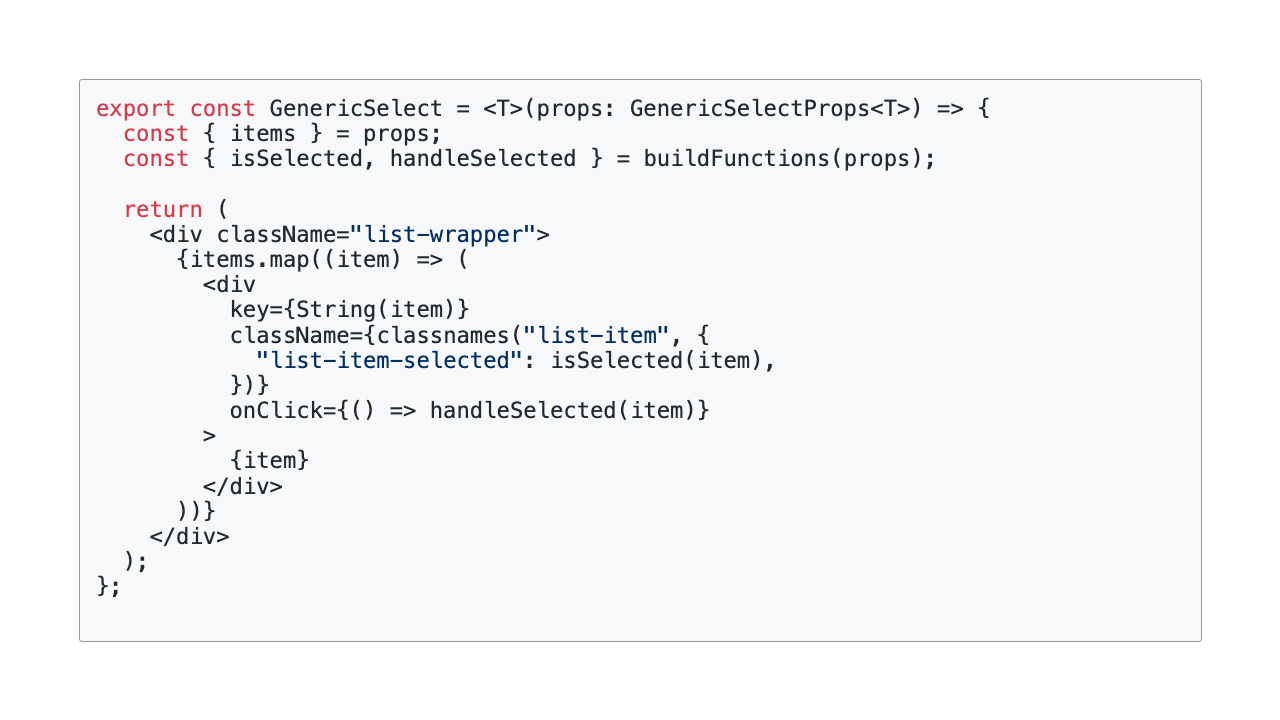 export const GenericSelect = <T>(props: GenericSelectProps<T>) => {
  const { items } = props;
  const { isSelected, handleSelected } = buildFunctions(props);

  return (
    <div className="list-wrapper">
      {items.map((item) => (
        <div
          key={String(item)}
          className={classnames("list-item", {
            "list-item-selected": isSelected(item),
          })}
          onClick={() => handleSelected(item)}
        >
          {item}
        </div>
      ))}
    </div>
  );
};